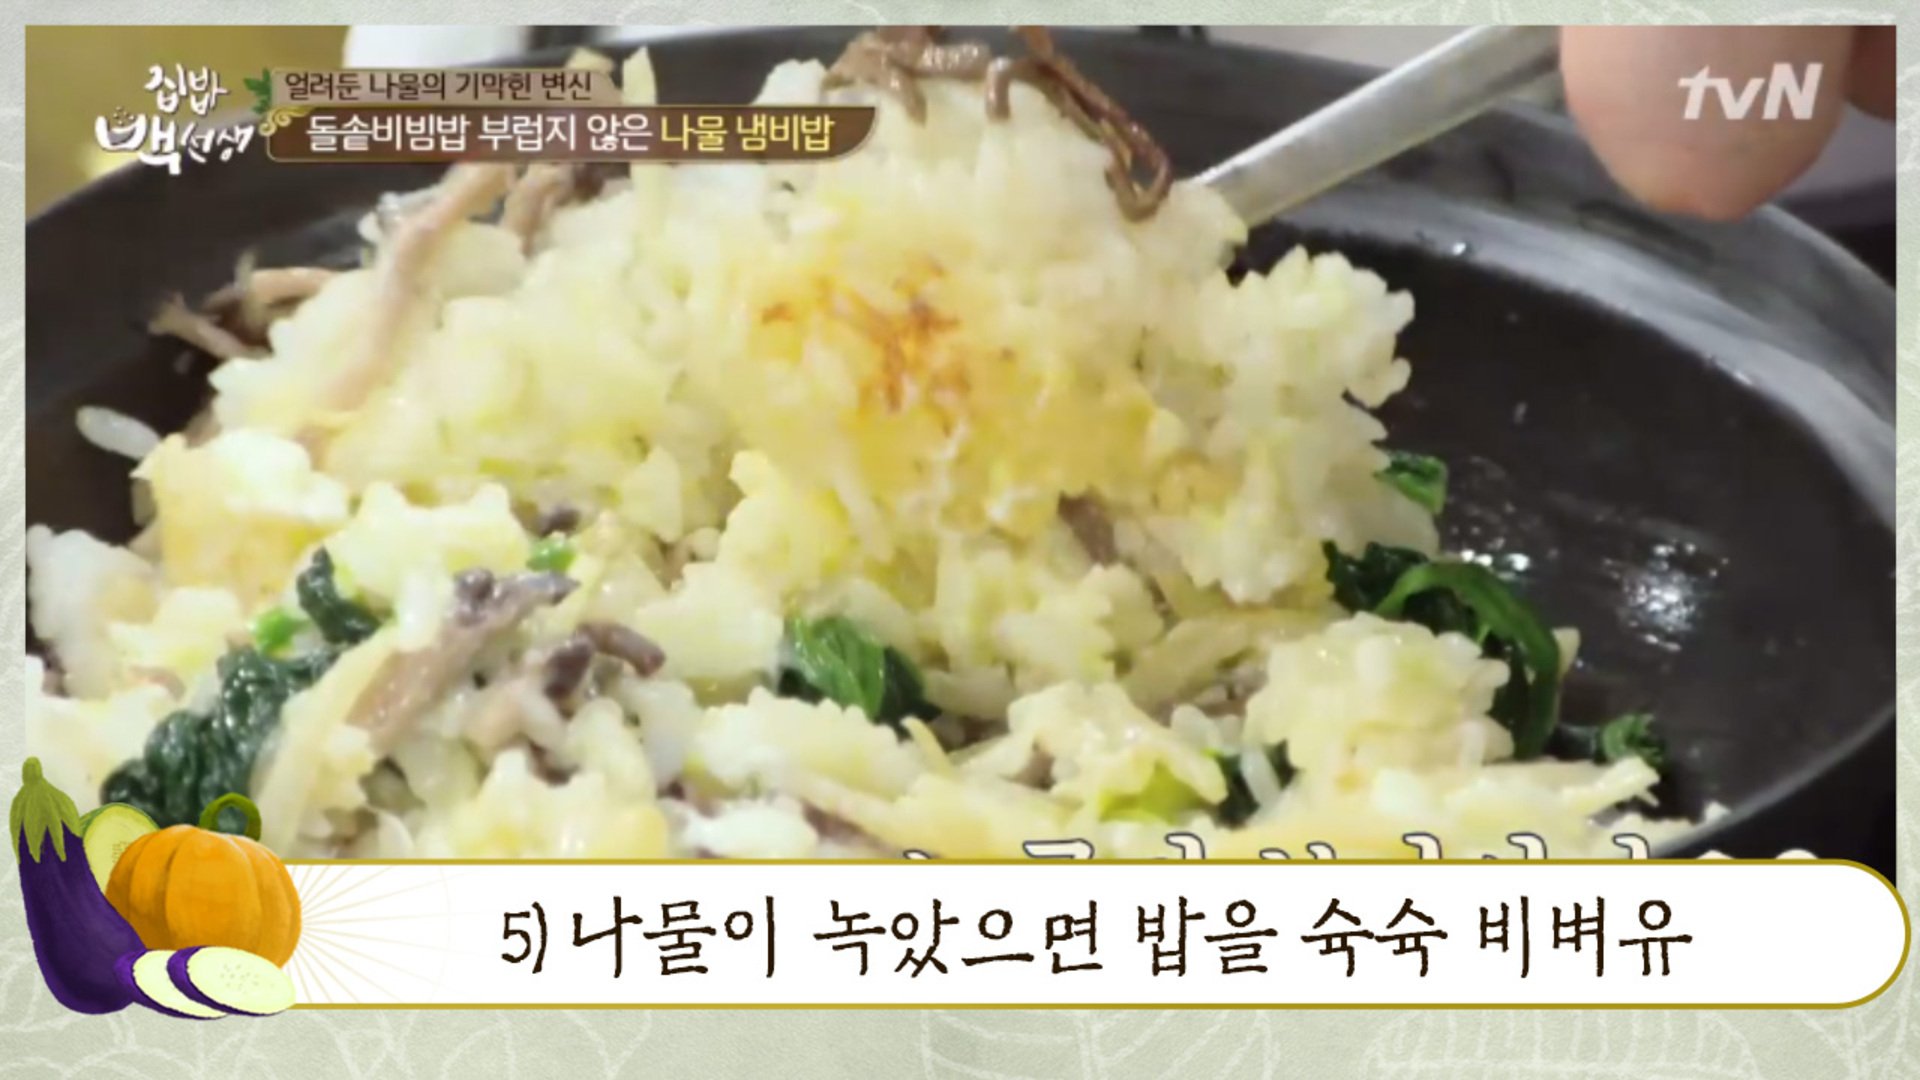 집밥
백선생
얼려둔 나물의 기막힌 변신
돌솥비빔밥 부럽지 않은 나물 냄비밥
tvN
5) 나물이 녹았으면 밥을 슉슉 비벼유